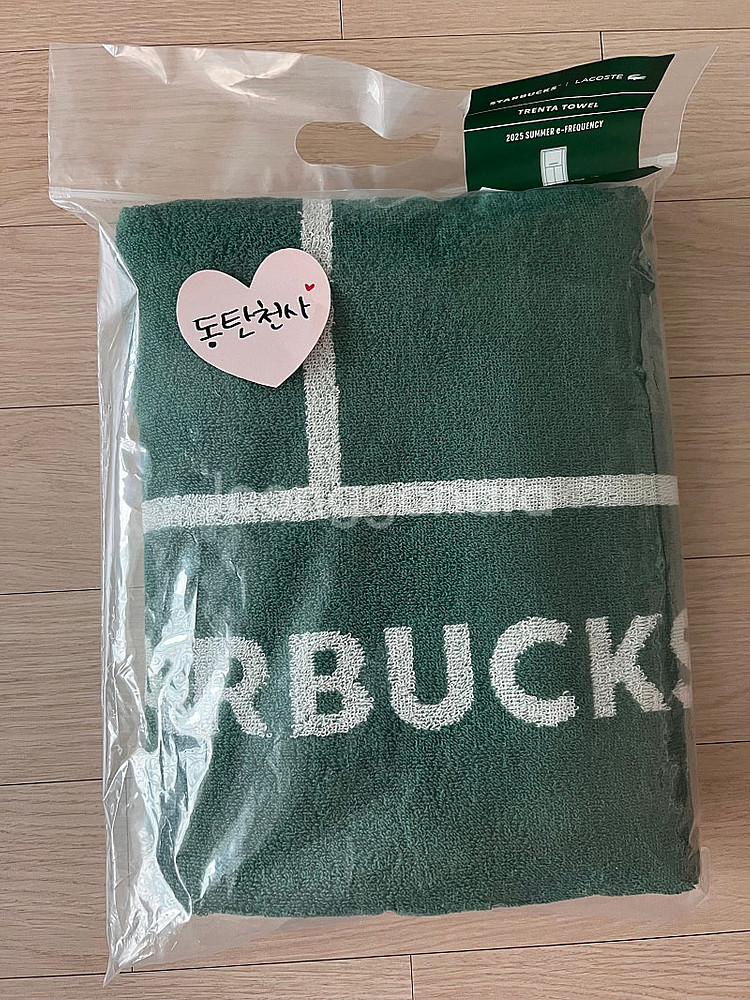 STARBUCKS | LACOSTE
TRENTA TOWEL
2025 SUMMER e-FREQUENCY
동탄천사
RBUCKS